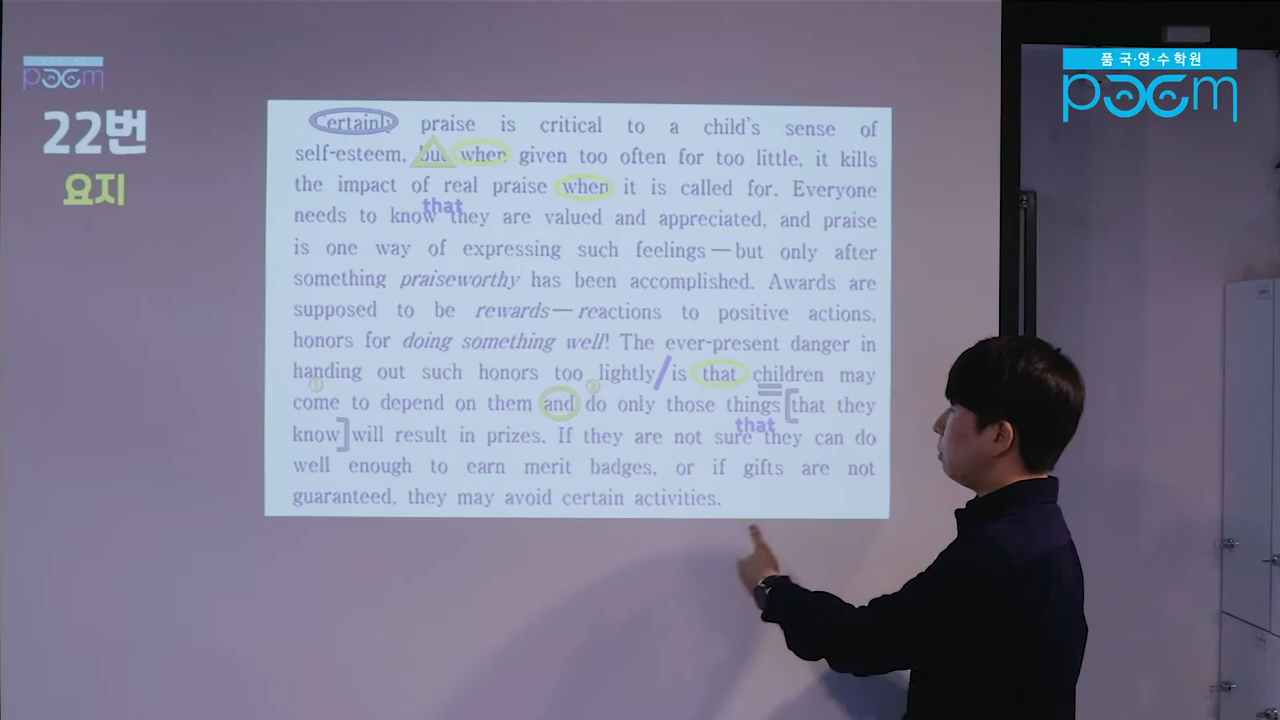 품 국·영·수 학원
poem
poem
22번
요지
Certainly praise is critical to a child's sense of
self-esteem, but when given too often for too little, it kills
the impact of real praise when it is called for. Everyone
that
needs to know they are valued and appreciated, and praise
is one way of expressing such feelings—but only after
something praiseworthy has been accomplished. Awards are
supposed to be rewards—reactions to positive actions,
honors for doing something well! The ever-present danger in
handing out such honors too lightly/is that children may
① ②
come to depend on them and do only those things [that they
that
know] will result in prizes. If they are not sure they can do
well enough to earn merit badges, or if gifts are not
guaranteed, they may avoid certain activities.